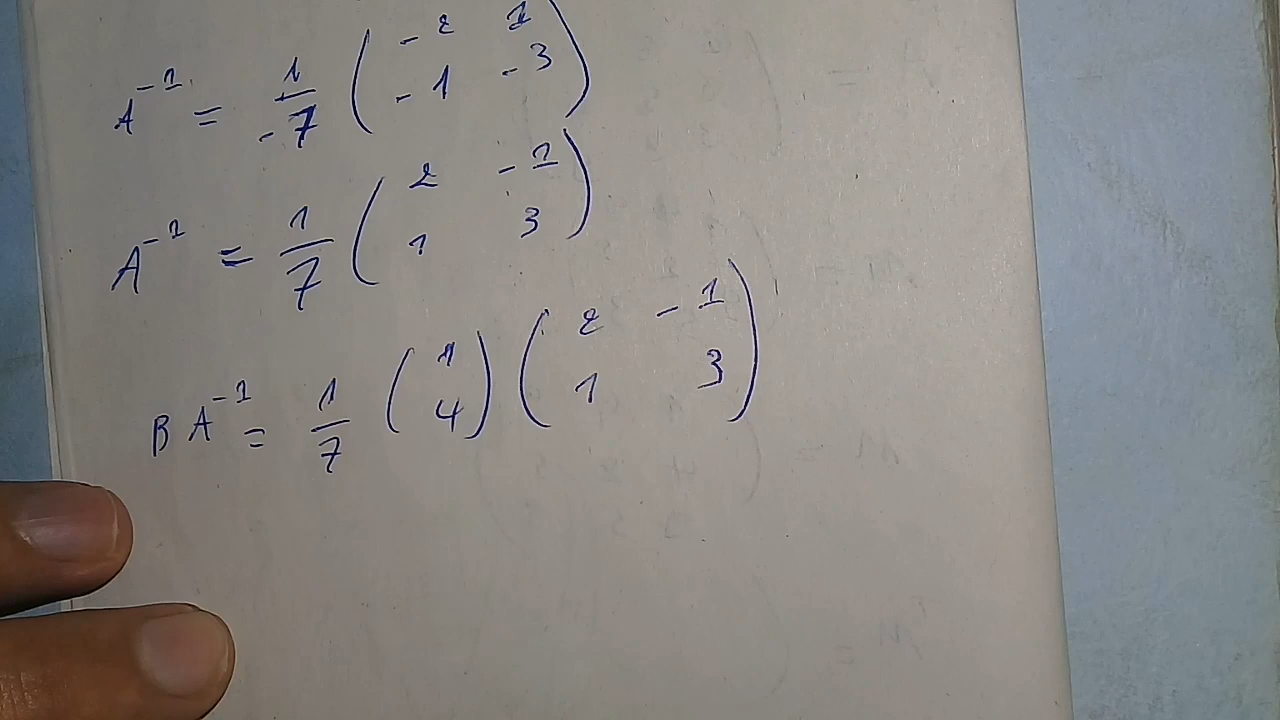 A⁻¹ = 1/-7 ( -2 1 
-1 -3 )
A⁻¹ = 1/7 ( 2 -1 
1 3 )
B A⁻¹ = 1/7 ( 1 
4 ) ( 2 -1 
1 3 )